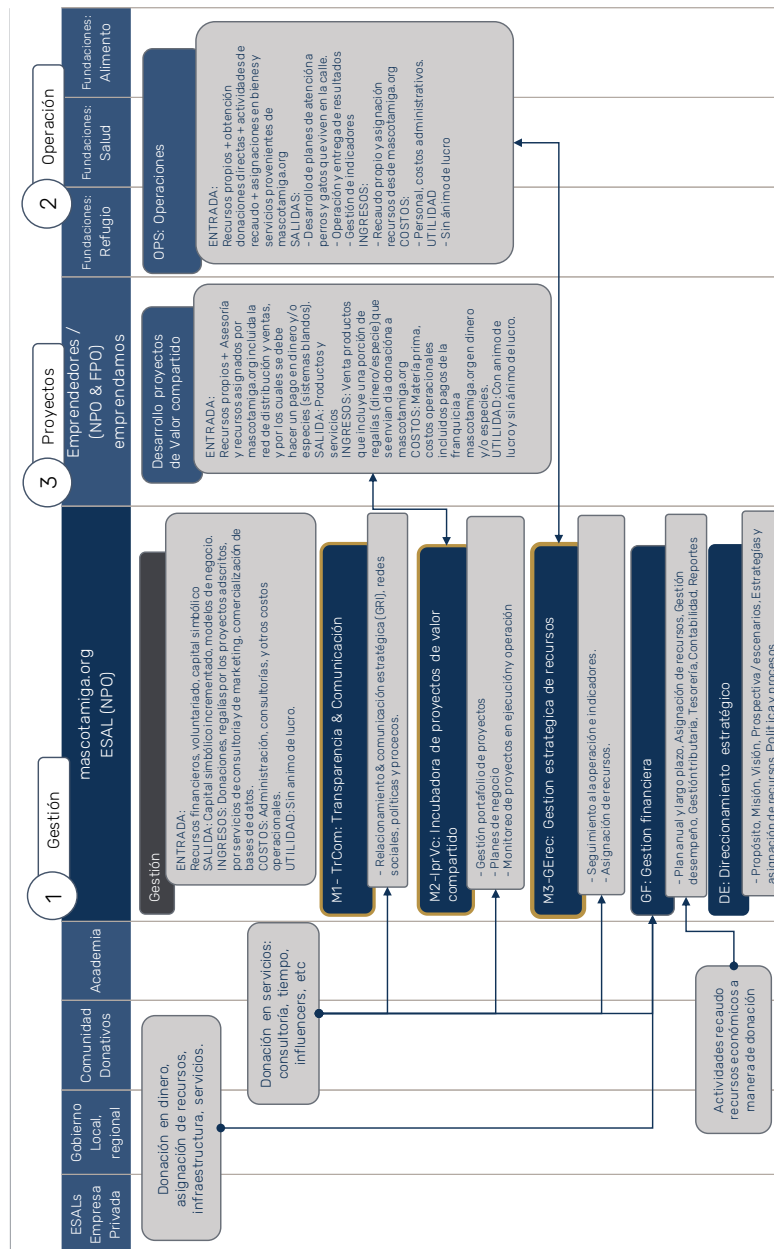 1
Gestión
3
Proyectos
2
Operación
ESALs
Empresa
Privada
Gobierno
Local,
regional
Comunidad
Donativos
Academia
mascotamiga.org
ESAL (NPO)
Emprendedores /
(NPO & FPO)
emprendamos
Fundaciones:
Refugio
Fundaciones:
Salud
Fundaciones:
Alimento
Donación en dinero,
asignación de recursos,
infraestructura, servicios.
Donación en servicios:
consultoría, tiempo,
influencers, etc
Actividades recaudo
recursos económicos a
manera de donación
Gestión
ENTRADA:
Recursos financieros, voluntariado, capital simbólico
SALIDA: Capital simbólico incrementado, modelos de negocio.
INGRESOS: Donaciones, regalías por los proyectos adscritos,
por servicios de consultoria y de marketing, comercialización de
bases de datos.
COSTOS: Administración, consultorías, y otros costos
operacionales.
UTILIDAD: Sin animo de lucro.
M1- TrCom: Transparencia & Comunicación
- Relacionamiento & comunicación estratégica (GRI), redes
sociales, políticas y procecos.
M2-IprVc: Incubadora de proyectos de valor
compartido
- Gestión portafolio de proyectos
- Planes de negocio
- Monitoreo de proyectos en ejecución y operación
M3-GErec: Gestion estrategica de recursos
- Seguimiento a la operación e indicadores.
- Asignación de recursos.
GF: Gestion financiera
- Plan anual y largo plazo, Asignación de recursos, Gestión
desempeño, Gestión tributaria, Tesorería, Contabilidad, Reportes
DE: Direccionamiento estratégico
- Propósito, Misión, Visión, Prospectiva / escenarios, Estrategías y
asignación de recursos, Política y procesos
Desarrollo proyectos
de Valor compartido
ENTRADA:
Recursos propios + Asesoría
y recursos asignados por
mascotamiga.org incluida la
red de distribución y ventas,
y por los cuales se debe
hacer un pago en dinero y/o
especies (sistemas blandos).
SALIDA: Productos y
servicios
INGRESOS: Venta productos
que incluye una porción de
regalías (dinero/especie) que
se envían día donación a a
mascotamiga.org
COSTOS: Matería prima,
costos operacionales
incluidos pagos de la
franquicia a
mascotamiga.org en dinero
y/o especies.
UTILIDAD: Con animo de
lucro y sin ánimo de lucro.
OPS: Operaciones
ENTRADA:
Recursos propios + obtención
donaciones directas + actividades de
recaudo + asignaciones en bienes y
servicios provenientes de
mascotamiga.org
SALIDAS:
- Desarrollo de planes de atención a
perros y gatos que viven en la calle.
- Operación y entrega de resultados
- Gestión de indicadores
INGRESOS:
- Recaudo propio y asignación
recursos desde mascotamiga.org
COSTOS:
- Personal, costos administrativos.
UTILIDAD
- Sin ánimo de lucro